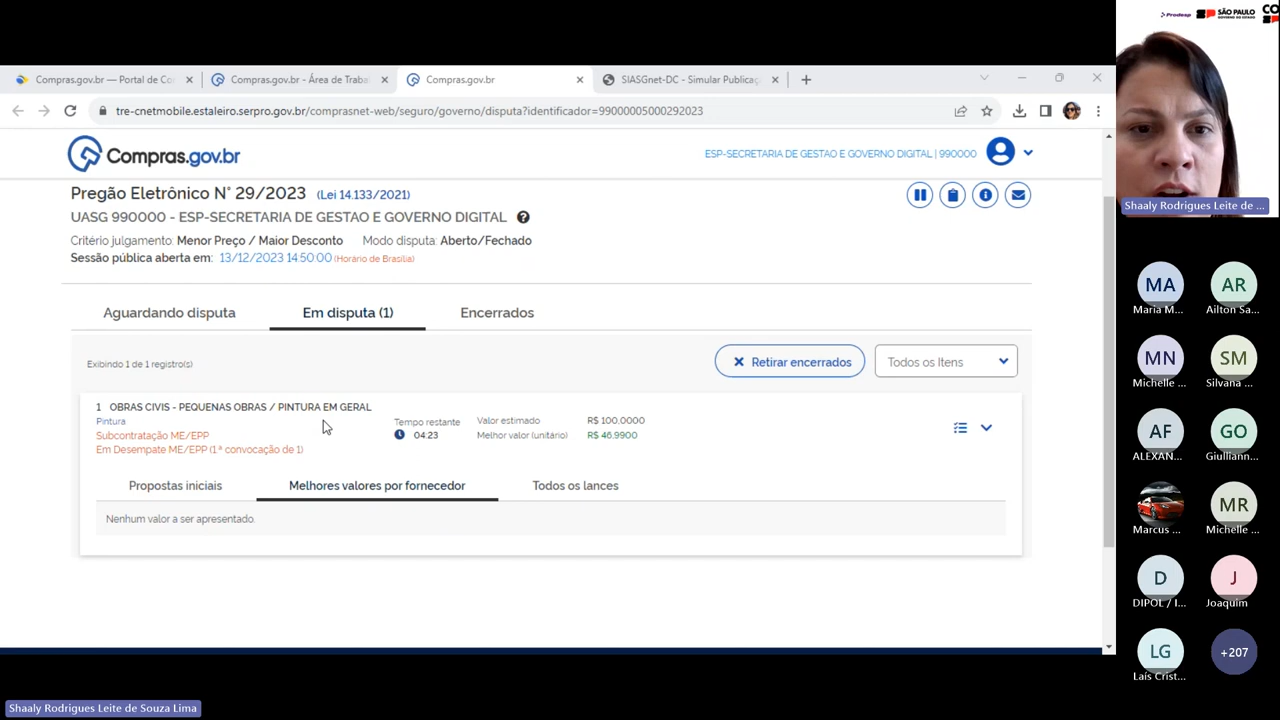 Prodesp SÃO PAULO GOVERNO DO ESTADO CO
Compras.gov.br — Portal de Co
Compras.gov.br - Área de Traba
Compras.gov.br
SIASGnet-DC - Simular Publicaç
tre-cnetmobile.estaleiro.serpro.gov.br/comprasnet-web/seguro/governo/disputa?identificador=99000005000292023
Compras.gov.br
ESP-SECRETARIA DE GESTAO E GOVERNO DIGITAL | 990000
Pregão Eletrônico N° 29/2023 (Lei 14.133/2021)
UASG 990000 - ESP-SECRETARIA DE GESTAO E GOVERNO DIGITAL
Critério julgamento: Menor Preço / Maior Desconto Modo disputa: Aberto/Fechado
Sessão pública aberta em: 13/12/2023 14:50:00 (Horário de Brasília)
Aguardando disputa Em disputa (1) Encerrados
Exibindo 1 de 1 registro(s)
Retirar encerrados
Todos os Itens
1 OBRAS CIVIS - PEQUENAS OBRAS / PINTURA EM GERAL
Pintura
Subcontratação ME/EPP
Em Desempate ME/EPP (1ª convocação de 1)
Tempo restante
04:23
Valor estimado R$ 100,0000
Melhor valor (unitário) R$ 46,9900
Propostas iniciais Melhores valores por fornecedor Todos os lances
Nenhum valor a ser apresentado.
Shaaly Rodrigues Leite de ...
MA AR
Maria M... Ailton Sa...
MN SM
Michelle ... Silvana ...
AF GO
ALEXAN... Giulliann...
MR
Marcus ... Michelle ...
D J
DIPOL / I... Joaquim
LG +207
Laís Crist...
Shaaly Rodrigues Leite de Souza Lima